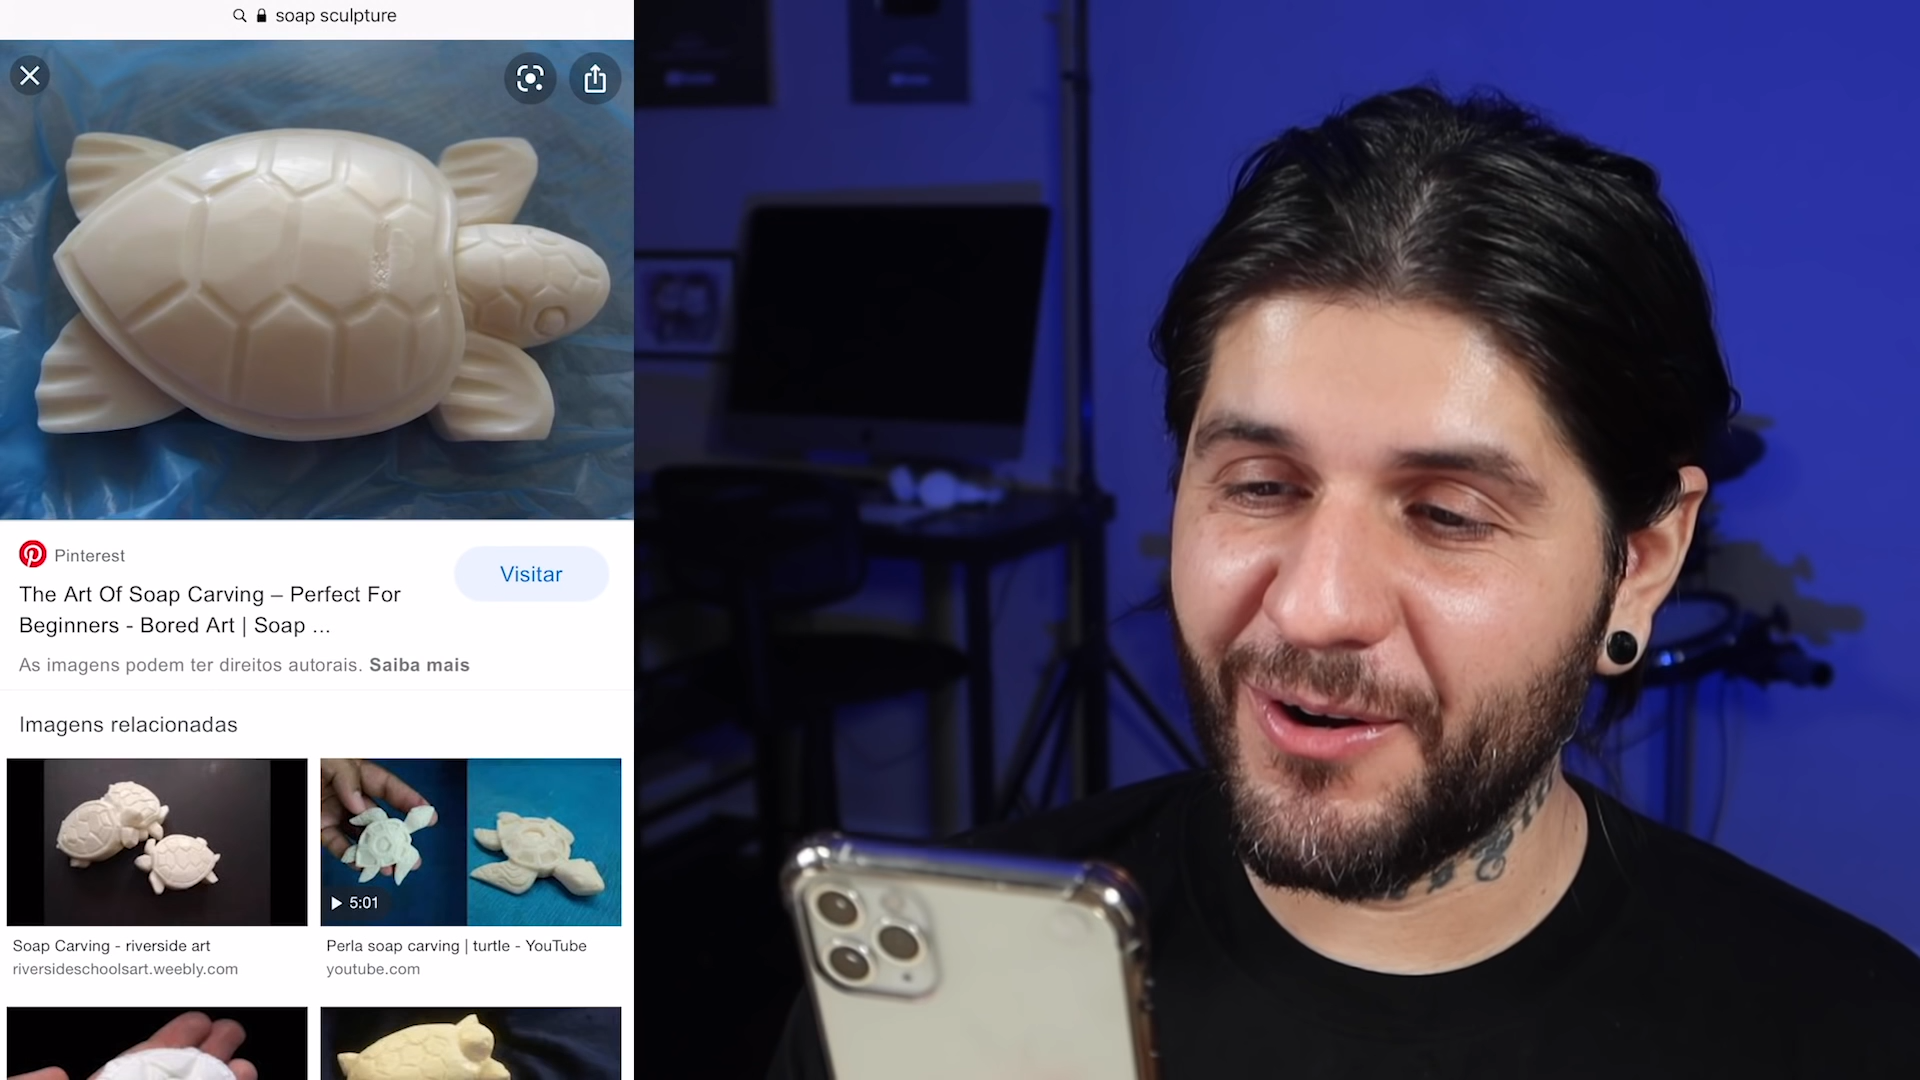 soap sculpture
Pinterest
Visitar
The Art Of Soap Carving – Perfect For
Beginners - Bored Art | Soap ...
As imagens podem ter direitos autorais. Saiba mais
Imagens relacionadas
5:01
Soap Carving - riverside art
riversideschoolsart.weebly.com
Perla soap carving | turtle - YouTube
youtube.com